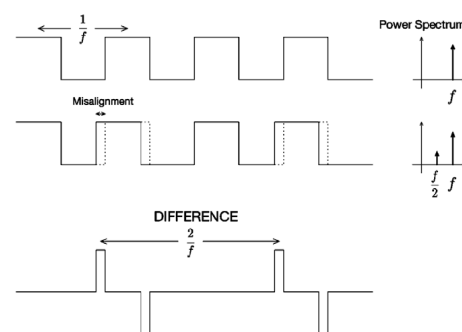 1/f
Power Spectrum
f
Misalignment
f/2 f
DIFFERENCE
2/f